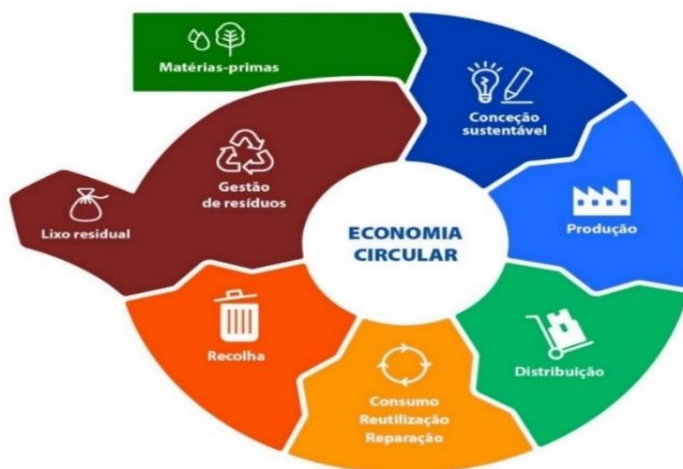 Matérias-primas
Conceção
sustentável
Produção
Distribuição
Consumo
Reutilização
Reparação
Recolha
Gestão
de resíduos
Lixo residual
ECONOMIA
CIRCULAR